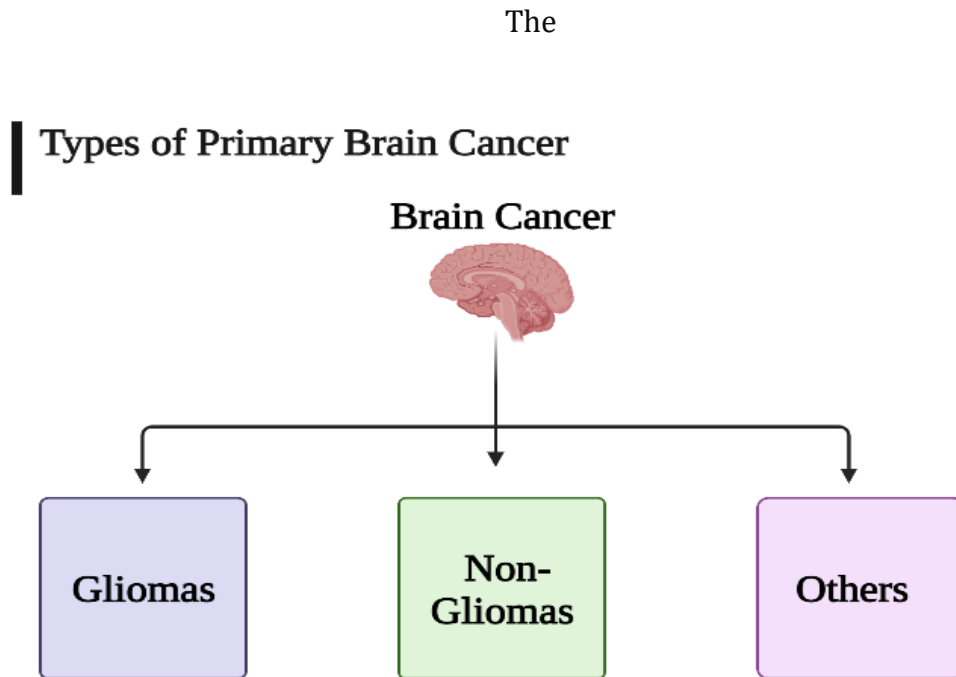 The
Types of Primary Brain Cancer
Brain Cancer
Gliomas
Non-
Gliomas
Others